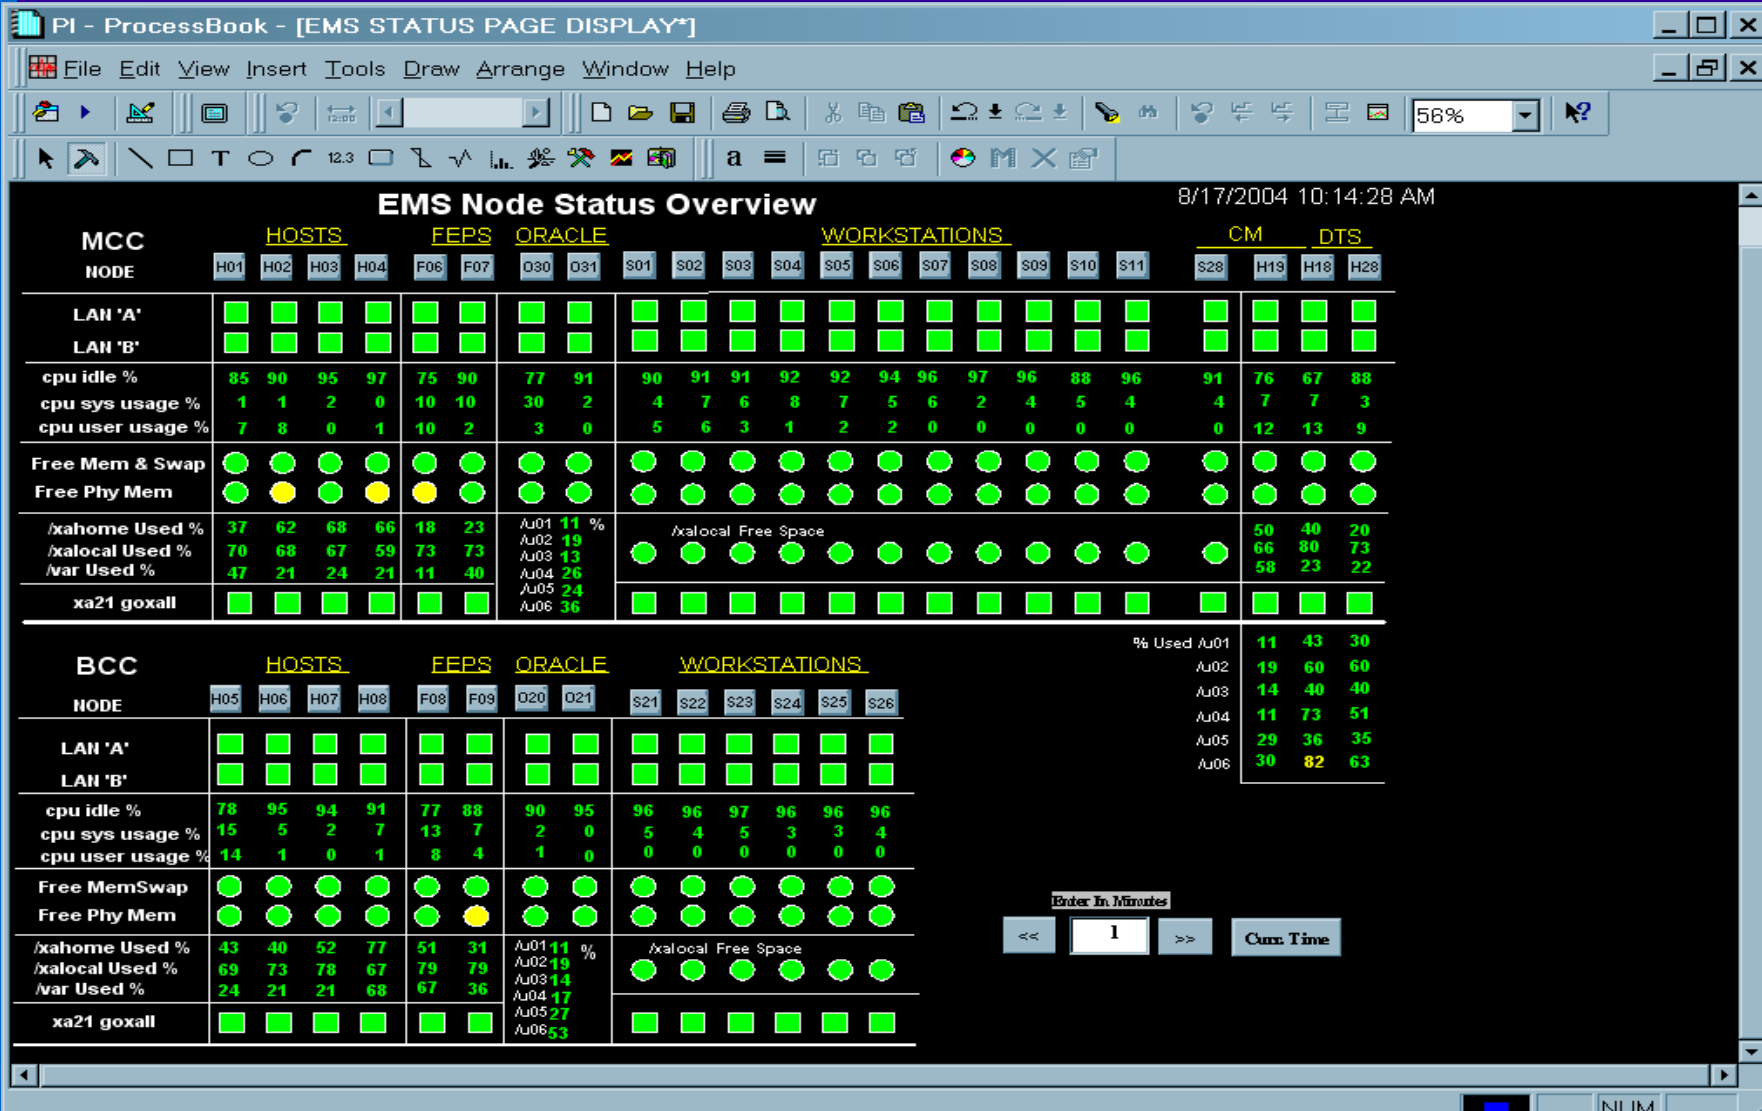 PI - ProcessBook - [EMS STATUS PAGE DISPLAY*]
File Edit View Insert Tools Draw Arrange Window Help
12:00 56%
T 12.3 a
EMS Node Status Overview 8/17/2004 10:14:28 AM
MCC HOSTS FEPS ORACLE WORKSTATIONS CM DTS
NODE H01 H02 H03 H04 F06 F07 O30 O31 S01 S02 S03 S04 S05 S06 S07 S08 S09 S10 S11 S28 H19 H18 H28
LAN 'A'
LAN 'B'
cpu idle % 85 90 95 97 75 90 77 91 90 91 91 92 92 94 96 97 96 88 96 91 76 67 88
cpu sys usage % 1 1 2 0 10 10 30 2 4 7 6 8 7 5 6 2 4 5 4 4 7 7 3
cpu user usage % 7 8 0 1 10 2 3 0 5 6 3 1 2 2 0 0 0 0 0 0 12 13 9
Free Mem & Swap
Free Phy Mem
/xahome Used % 37 62 68 66 18 23 /u01 11 % /xalocal Free Space 50 40 20
/u02 19
/xalocal Used % 70 68 67 59 73 73 /u03 13 66 80 73
/var Used % 47 21 24 21 11 40 /u04 26 58 23 22
/u05 24
xa21 goxall /u06 36
% Used /u01 11 43 30
/u02 19 60 60
/u03 14 40 40
/u04 11 73 51
/u05 29 36 35
/u06 30 82 63
BCC HOSTS FEPS ORACLE WORKSTATIONS
NODE H05 H06 H07 H08 F08 F09 O20 O21 S21 S22 S23 S24 S25 S26
LAN 'A'
LAN 'B'
cpu idle % 78 95 94 91 77 88 90 95 96 96 97 96 96 96
cpu sys usage % 15 5 2 7 13 7 2 0 5 4 5 3 3 4
cpu user usage % 14 1 0 1 8 4 1 0 0 0 0 0 0 0
Free MemSwap
Free Phy Mem
/xahome Used % 43 40 52 77 51 31 /u01 11 % /xalocal Free Space
/xalocal Used % 69 73 78 67 79 79 /u02 19
/u03 14
/var Used % 24 21 21 68 67 36 /u04 17
/u05 27
xa21 goxall /u06 53
Enter In Minutes
<< 1 >> Curr. Time
NUM